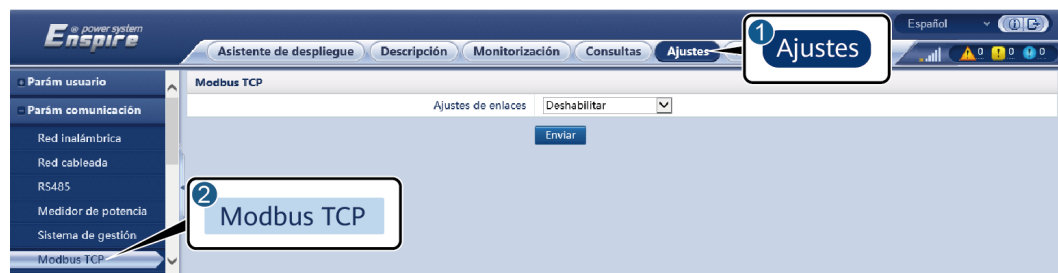 Enspire
power system
Español
Asistente de despliegue
Descripción
Monitorización
Consultas
Ajustes
1
Ajustes
0
0
0
Parám usuario
Parám comunicación
Red inalámbrica
Red cableada
RS485
Medidor de potencia
Sistema de gestión
Modbus TCP
Modbus TCP
Ajustes de enlaces
Deshabilitar
Enviar
2
Modbus TCP